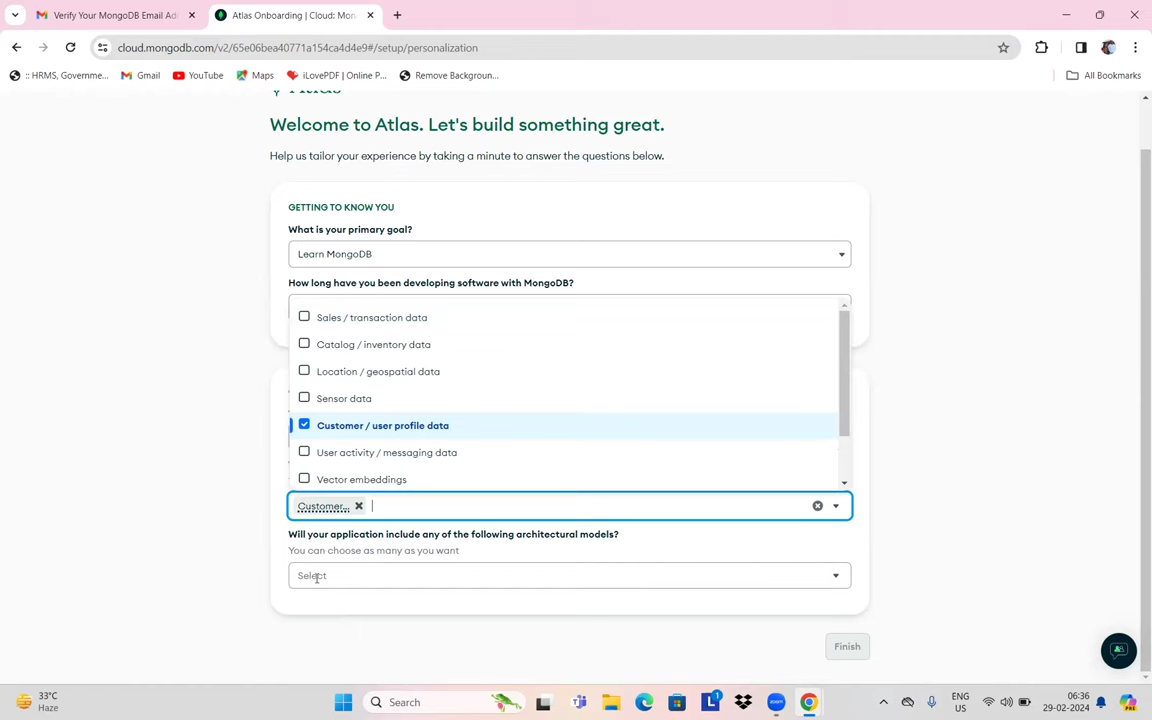 Verify Your MongoDB Email Ad
Atlas Onboarding | Cloud: Mon
cloud.mongodb.com/v2/65e06bea40771a154ca4d4e9#/setup/personalization
:: HRMS, Governme...
Gmail
YouTube
Maps
iLovePDF | Online P...
Remove Backgroun...
All Bookmarks
Welcome to Atlas. Let's build something great.
Help us tailor your experience by taking a minute to answer the questions below.
GETTING TO KNOW YOU
What is your primary goal?
Learn MongoDB
How long have you been developing software with MongoDB?
Sales / transaction data
Catalog / inventory data
Location / geospatial data
Sensor data
Customer / user profile data
User activity / messaging data
Vector embeddings
Customer...
Will your application include any of the following architectural models?
You can choose as many as you want
Select
Finish
33°C
Haze
Search
1
ENG
US
06:36
29-02-2024
PRE